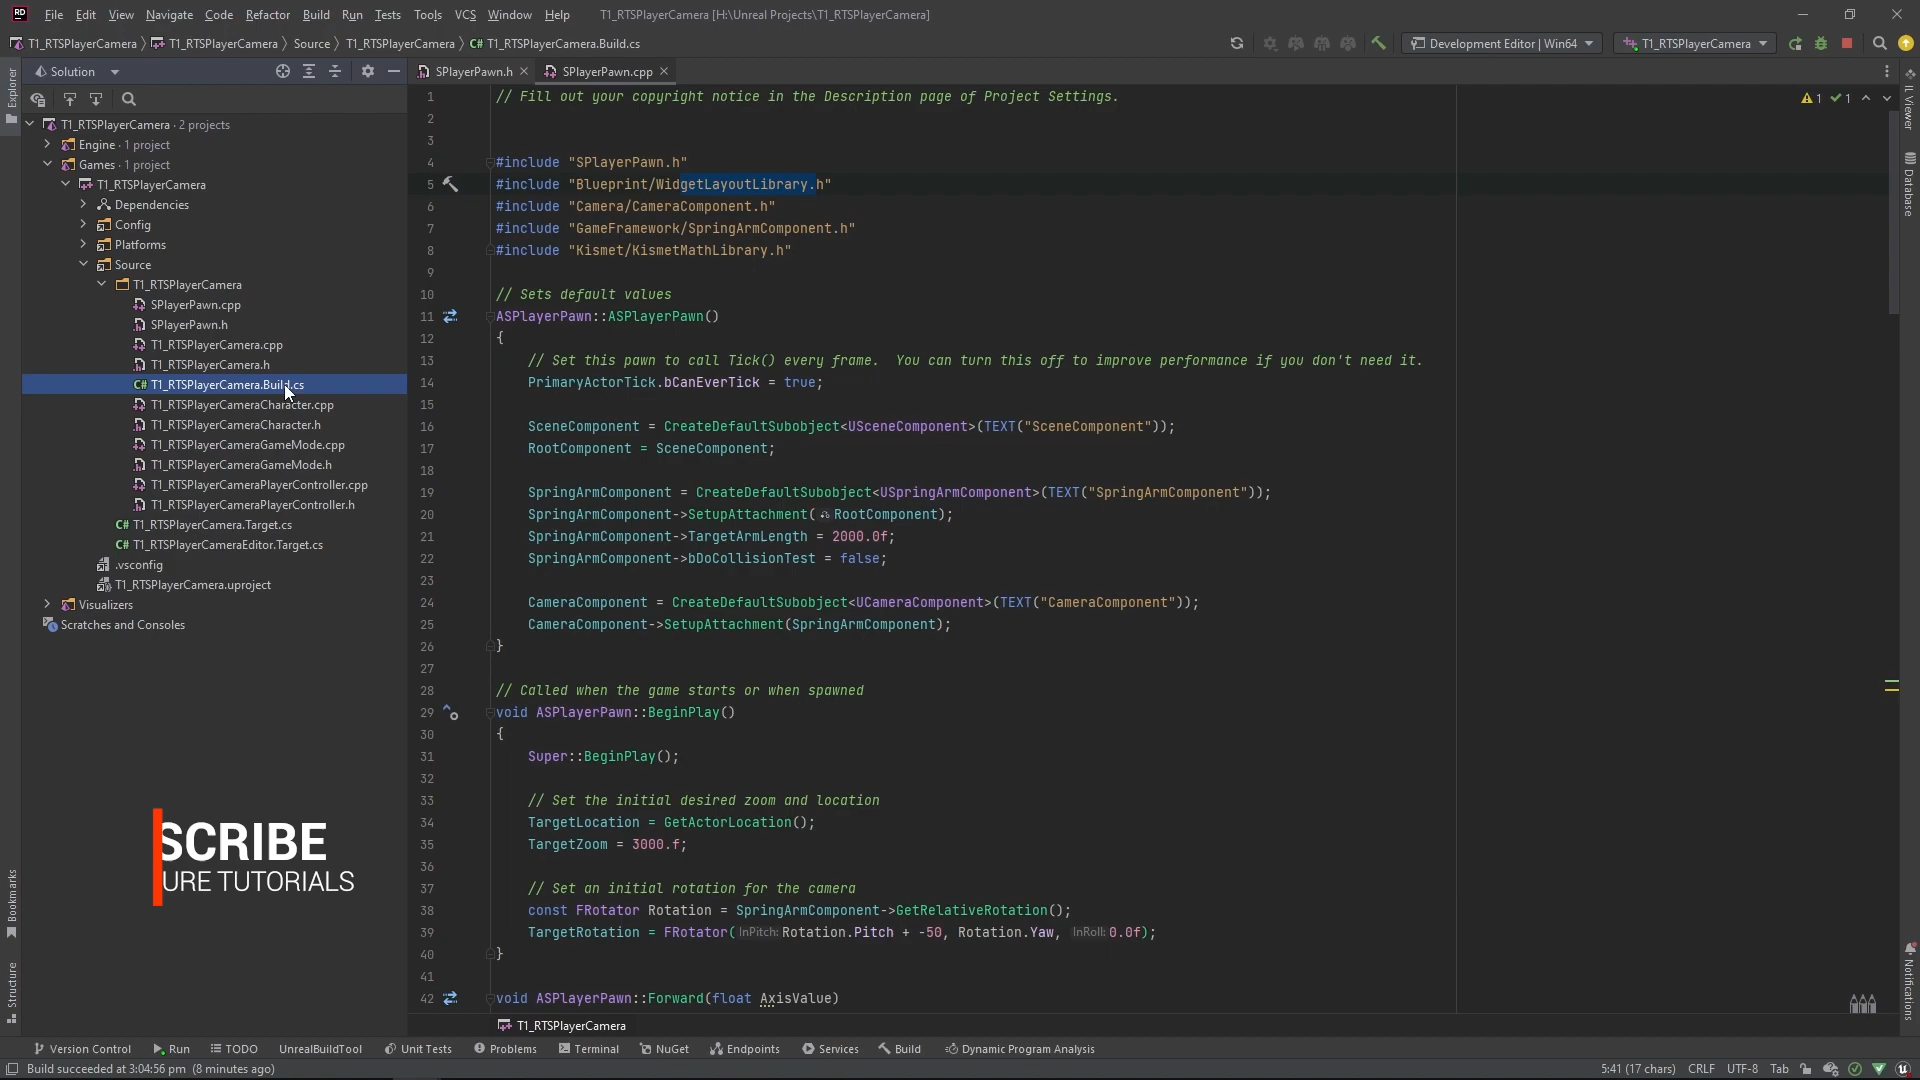 File Edit View Navigate Code Refactor Build Run Tests Tools VCS Window Help T1_RTSPlayerCamera [H:\Unreal Projects\T1_RTSPlayerCamera]
T1_RTSPlayerCamera T1_RTSPlayerCamera Source T1_RTSPlayerCamera C# T1_RTSPlayerCamera.Build.cs Development Editor | Win64 T1_RTSPlayerCamera
Explorer
Solution
T1_RTSPlayerCamera · 2 projects
Engine · 1 project
Games · 1 project
T1_RTSPlayerCamera
Dependencies
Config
Platforms
Source
T1_RTSPlayerCamera
SPlayerPawn.cpp
SPlayerPawn.h
T1_RTSPlayerCamera.cpp
T1_RTSPlayerCamera.h
C# T1_RTSPlayerCamera.Build.cs
T1_RTSPlayerCameraCharacter.cpp
T1_RTSPlayerCameraCharacter.h
T1_RTSPlayerCameraGameMode.cpp
T1_RTSPlayerCameraGameMode.h
T1_RTSPlayerCameraPlayerController.cpp
T1_RTSPlayerCameraPlayerController.h
C# T1_RTSPlayerCamera.Target.cs
C# T1_RTSPlayerCameraEditor.Target.cs
.vsconfig
T1_RTSPlayerCamera.uproject
Visualizers
Scratches and Consoles
SCRIBE
URE TUTORIALS
Bookmarks
Structure
SPlayerPawn.h SPlayerPawn.cpp
1 // Fill out your copyright notice in the Description page of Project Settings.
2
3
4 #include "SPlayerPawn.h"
5 #include "Blueprint/WidgetLayoutLibrary.h"
6 #include "Camera/CameraComponent.h"
7 #include "GameFramework/SpringArmComponent.h"
8 #include "Kismet/KismetMathLibrary.h"
9
10 // Sets default values
11 ASPlayerPawn::ASPlayerPawn()
12 {
13 // Set this pawn to call Tick() every frame.  You can turn this off to improve performance if you don't need it.
14 PrimaryActorTick.bCanEverTick = true;
15
16 SceneComponent = CreateDefaultSubobject<USceneComponent>(TEXT("SceneComponent"));
17 RootComponent = SceneComponent;
18
19 SpringArmComponent = CreateDefaultSubobject<USpringArmComponent>(TEXT("SpringArmComponent"));
20 SpringArmComponent->SetupAttachment(RootComponent);
21 SpringArmComponent->TargetArmLength = 2000.0f;
22 SpringArmComponent->bDoCollisionTest = false;
23
24 CameraComponent = CreateDefaultSubobject<UCameraComponent>(TEXT("CameraComponent"));
25 CameraComponent->SetupAttachment(SpringArmComponent);
26 }
27
28 // Called when the game starts or when spawned
29 void ASPlayerPawn::BeginPlay()
30 {
31 Super::BeginPlay();
32
33 // Set the initial desired zoom and location
34 TargetLocation = GetActorLocation();
35 TargetZoom = 3000.f;
36
37 // Set an initial rotation for the camera
38 const FRotator Rotation = SpringArmComponent->GetRelativeRotation();
39 TargetRotation = FRotator(InPitch: Rotation.Pitch + -50, Rotation.Yaw, InRoll: 0.0f);
40 }
41
42 void ASPlayerPawn::Forward(float AxisValue)
T1_RTSPlayerCamera
1 1
IL Viewer
Database
Notifications
Version Control Run TODO UnrealBuildTool Unit Tests Problems Terminal NuGet Endpoints Services Build Dynamic Program Analysis
Build succeeded at 3:04:56 pm (8 minutes ago) 5:41 (17 chars) CRLF UTF-8 Tab